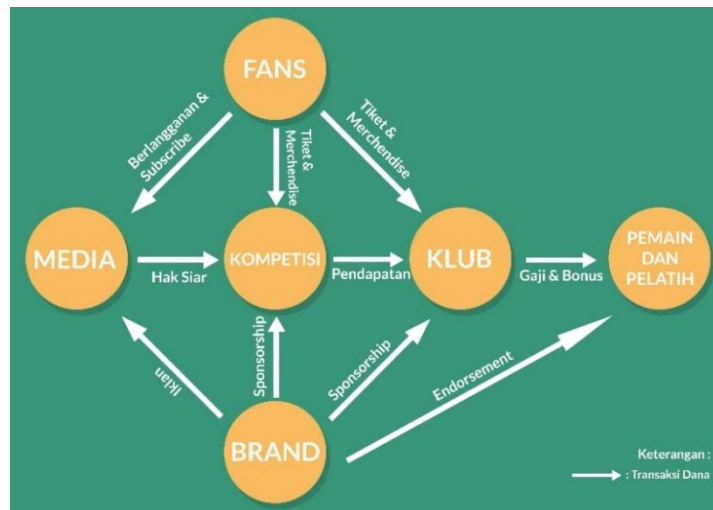 FANS
Berlangganan &
Subscribe
Tiket &
Merchendise
Tiket &
Merchendise
MEDIA
Hak Siar
KOMPETISI
Pendapatan
KLUB
Gaji & Bonus
PEMAIN
DAN
PELATIH
Iklan
Sponsorship
Sponsorship
Endorsement
BRAND
Keterangan :
: Transaksi Dana